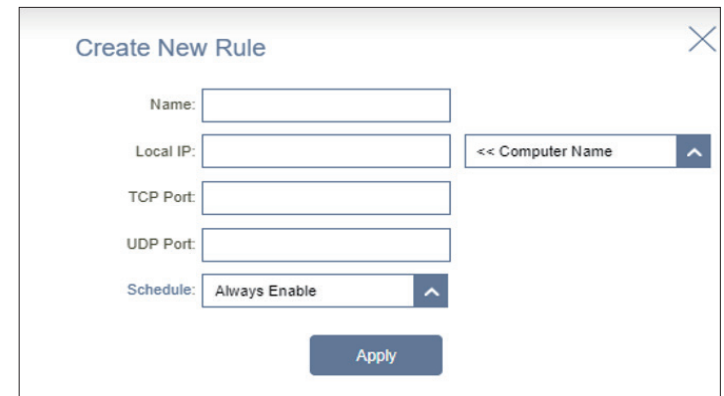 Create New Rule
Name:
Local IP: << Computer Name
TCP Port:
UDP Port:
Schedule: Always Enable
Apply